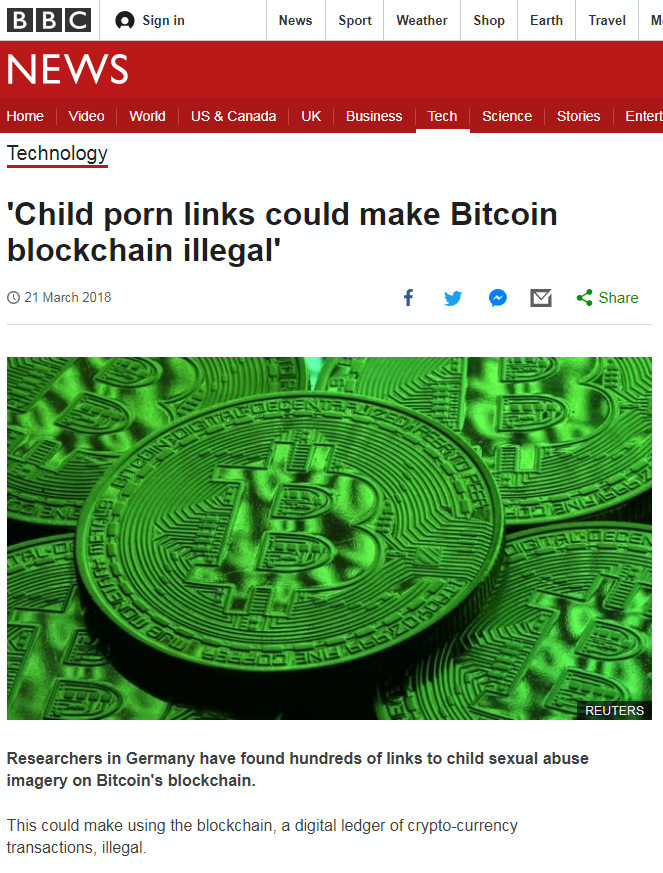 BBC Sign in News Sport Weather Shop Earth Travel M
NEWS
Home Video World US & Canada UK Business Tech Science Stories Entert
Technology
'Child porn links could make Bitcoin
blockchain illegal'
21 March 2018 Share
REUTERS
Researchers in Germany have found hundreds of links to child sexual abuse
imagery on Bitcoin's blockchain.
This could make using the blockchain, a digital ledger of crypto-currency
transactions, illegal.